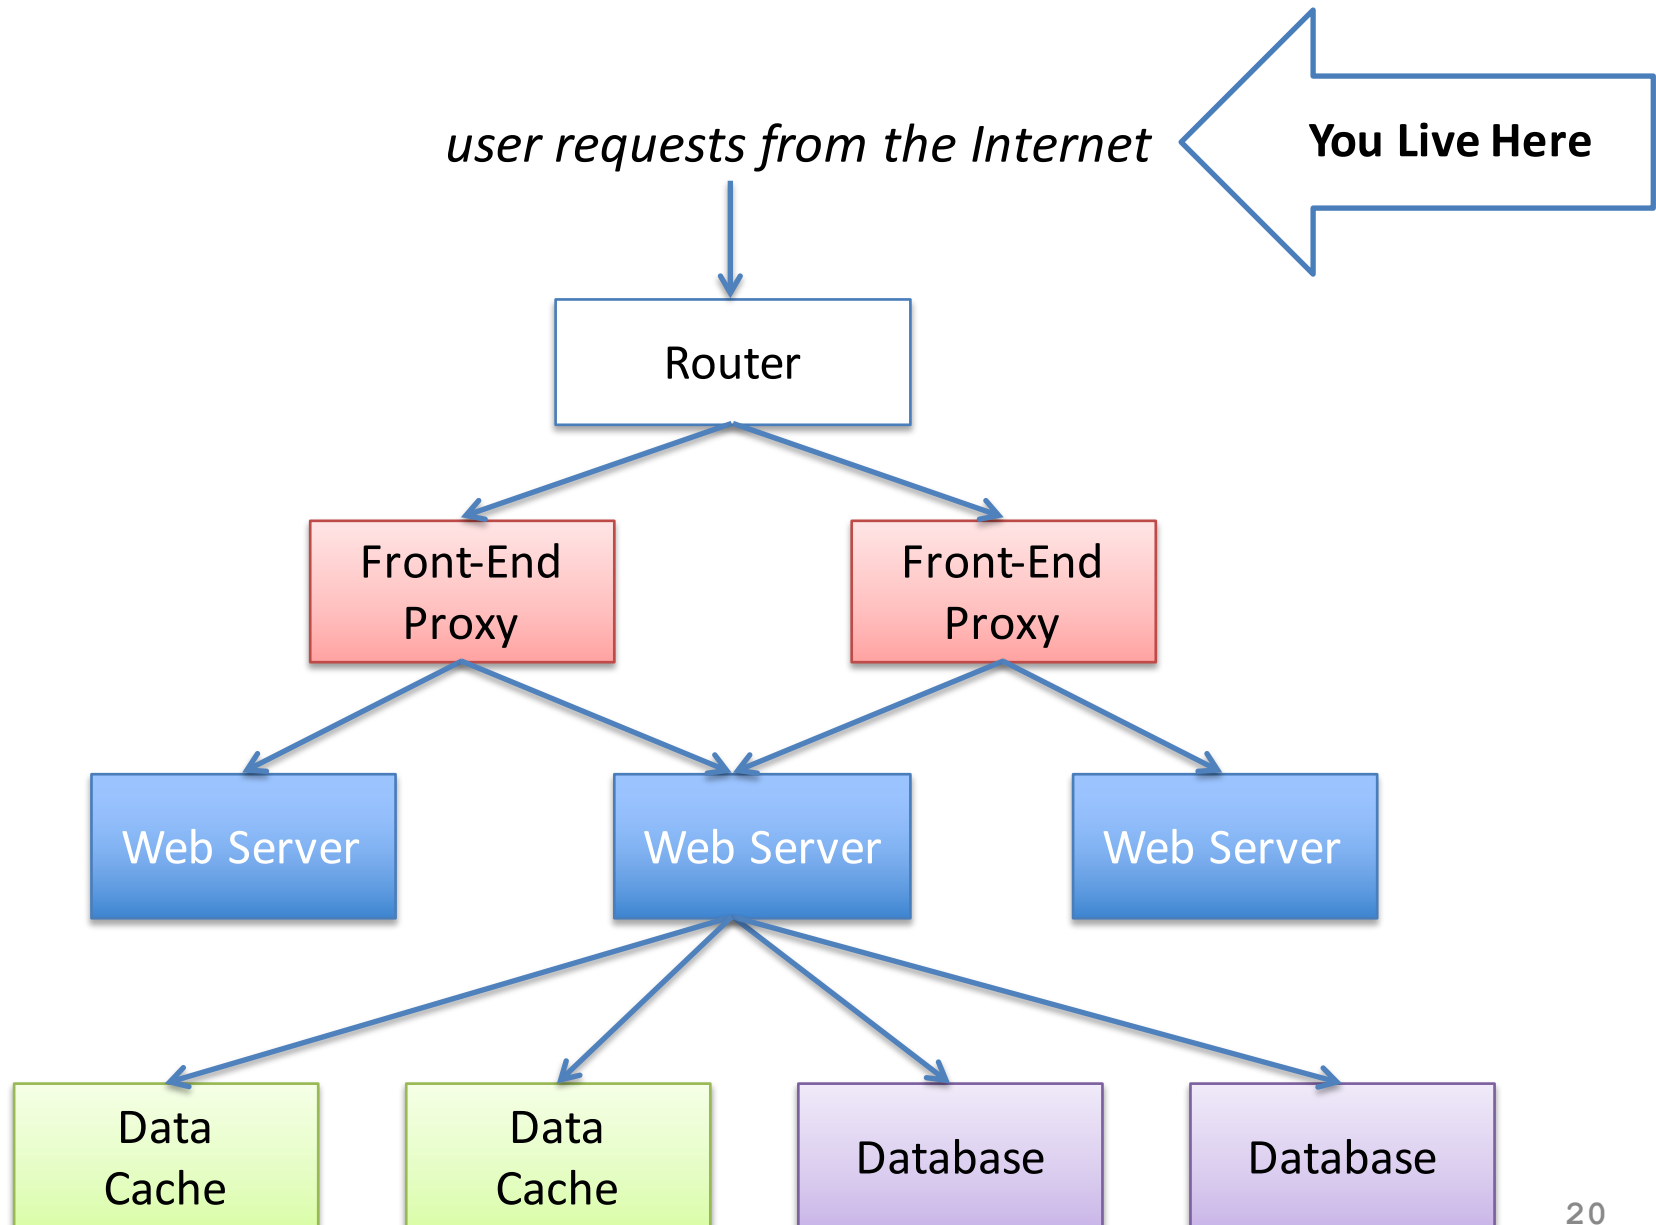 You Live Here
user requests from the Internet
Router
Front-End
Proxy
Front-End
Proxy
Web Server
Web Server
Web Server
Data
Cache
Data
Cache
Database
Database
20